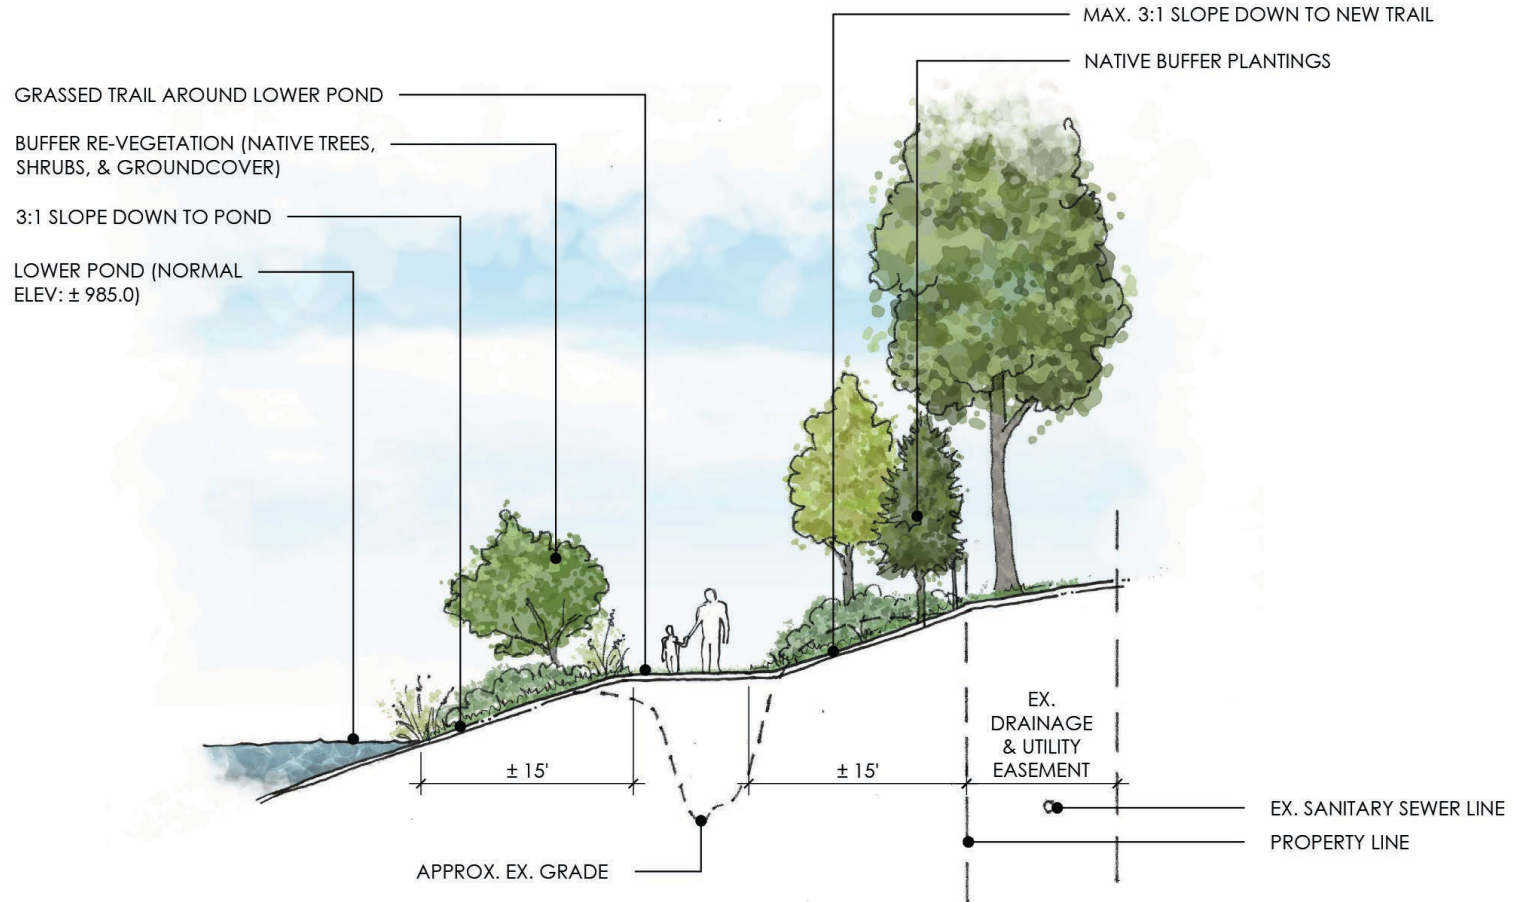 MAX. 3:1 SLOPE DOWN TO NEW TRAIL
NATIVE BUFFER PLANTINGS
GRASSED TRAIL AROUND LOWER POND
BUFFER RE-VEGETATION (NATIVE TREES,
SHRUBS, & GROUNDCOVER)
3:1 SLOPE DOWN TO POND
LOWER POND (NORMAL
ELEV: ± 985.0)
EX.
DRAINAGE
& UTILITY
EASEMENT
± 15'
± 15'
EX. SANITARY SEWER LINE
PROPERTY LINE
APPROX. EX. GRADE